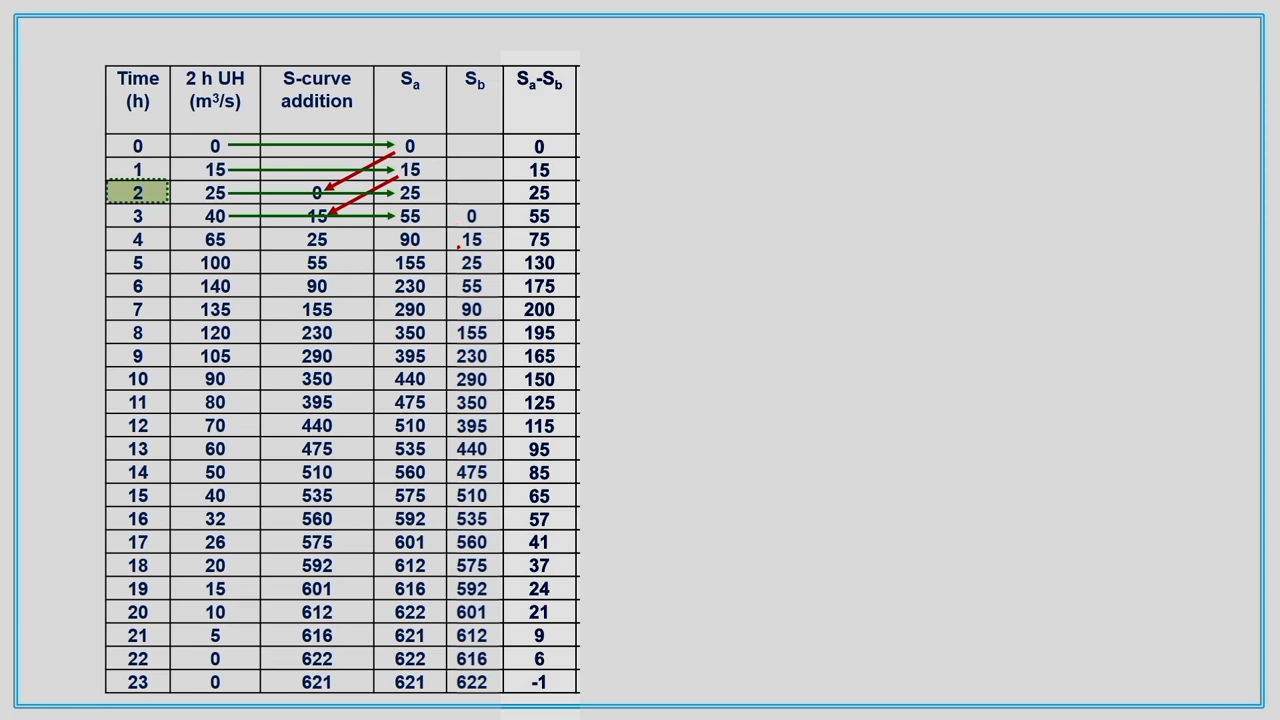 Time (h) 2 h UH (m³/s) S-curve addition Sa Sb Sa-Sb
0 0 0 0
1 15 15 15
2 25 0 25 25
3 40 15 55 0 55
4 65 25 90 15 75
5 100 55 155 25 130
6 140 90 230 55 175
7 135 155 290 90 200
8 120 230 350 155 195
9 105 290 395 230 165
10 90 350 440 290 150
11 80 395 475 350 125
12 70 440 510 395 115
13 60 475 535 440 95
14 50 510 560 475 85
15 40 535 575 510 65
16 32 560 592 535 57
17 26 575 601 560 41
18 20 592 612 575 37
19 15 601 616 592 24
20 10 612 622 601 21
21 5 616 621 612 9
22 0 622 622 616 6
23 0 621 621 622 -1